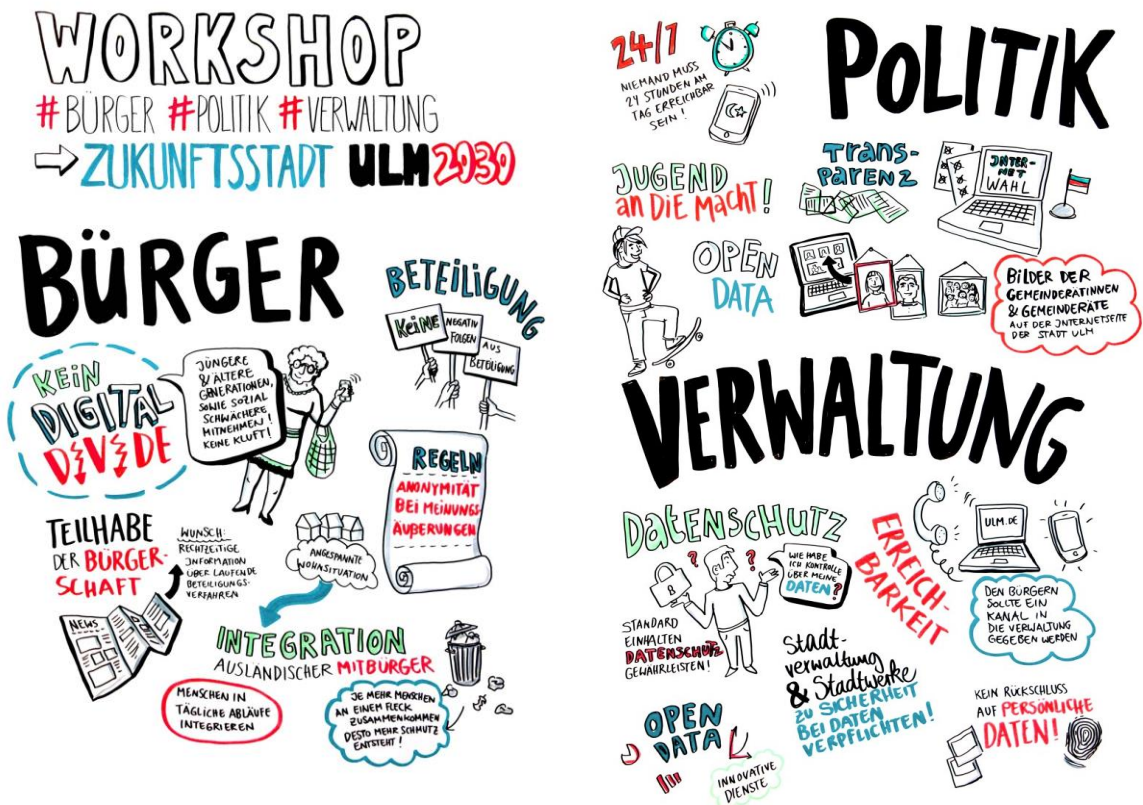 WORKSHOP
#BÜRGER #POLITIK #VERWALTUNG
ZUKUNFTSSTADT ULM 2030
BÜRGER
KEIN
DIGITAL
DIVIDE
JÜNGERE
& ÄLTERE
GENERATIONEN,
SOWIE SOZIAL
SCHWÄCHERE
MITNEHMEN!
KEINE KLUFT!
BETEILIGUNG
KEINE
NEGATIV
FOLGEN
AUS
BETEILIGUNG
REGELN
ANONYMITÄT
BEI MEINUNGS-
ÄUßERUNGEN
TEILHABE
DER BÜRGER-
SCHAFT
WUNSCH:
RECHTZEITIGE
INFORMATION
ÜBER LAUFENDE
BETEILIGUNGS-
VERFAHREN
NEWS
ANGESPANNTE
WOHNSITUATION
INTEGRATION
AUSLÄNDISCHER MITBÜRGER
MENSCHEN IN
TÄGLICHE ABLÄUFE
INTEGRIEREN
JE MEHR MENSCHEN
AN EINEM FLECK
ZUSAMMENKOMMEN
DESTO MEHR SCHMUTZ
ENTSTEHT!
POLITIK
24/7
NIEMAND MUSS
24 STUNDEN AM
TAG ERREICHBAR
SEIN!
JUGEND
an DIE MACHT!
TRANS-
PARENZ
INTER-
NET
WAHL
OPEN
DATA
BILDER DER
GEMEINDERÄTINNEN
& GEMEINDERÄTE
AUF DER INTERNETSEITE
DER STADT ULM
VERWALTUNG
DATENSCHUTZ
? ?
WIE HABE
ICH KONTROLLE
ÜBER MEINE
DATEN?
STANDARD
EINHALTEN
DATENSCHUTZ
GEWÄHRLEISTEN!
ERREICH-
BARKEIT
ULM.DE
DEN BÜRGERN
SOLLTE EIN
KANAL IN
DIE VERWALTUNG
GEGEBEN WERDEN
Stadt-
verwaltung
& Stadtwerke
ZU SICHERHEIT
BEI DATEN
VERPFLICHTEN!
OPEN
DATA
INNOVATIVE
DIENSTE
KEIN RÜCKSCHLUSS
AUF PERSÖNLICHE
DATEN!